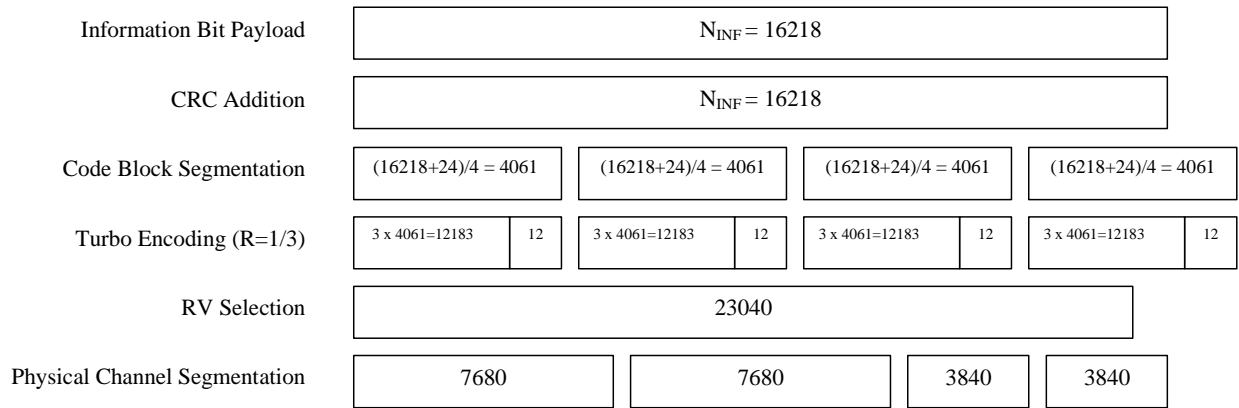 Information Bit Payload
N_INF = 16218
CRC Addition
N_INF = 16218
Code Block Segmentation
(16218+24)/4 = 4061 (16218+24)/4 = 4061 (16218+24)/4 = 4061 (16218+24)/4 = 4061
Turbo Encoding (R=1/3)
3 x 4061=12183 12 3 x 4061=12183 12 3 x 4061=12183 12 3 x 4061=12183 12
RV Selection
23040
Physical Channel Segmentation
7680 7680 3840 3840